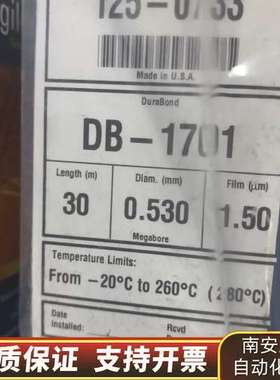 gil
125-0733
Made in U.S.A.
DuraBond
DB-1701
Length (m)
Diam. (mm)
Film (µm)
30
0.530
1.50
Megabore
Temperature Limits:
From -20°C to 260°C (280°C)
Date
Installed:
Rcvd
质保证 支持开票
南安
自动化